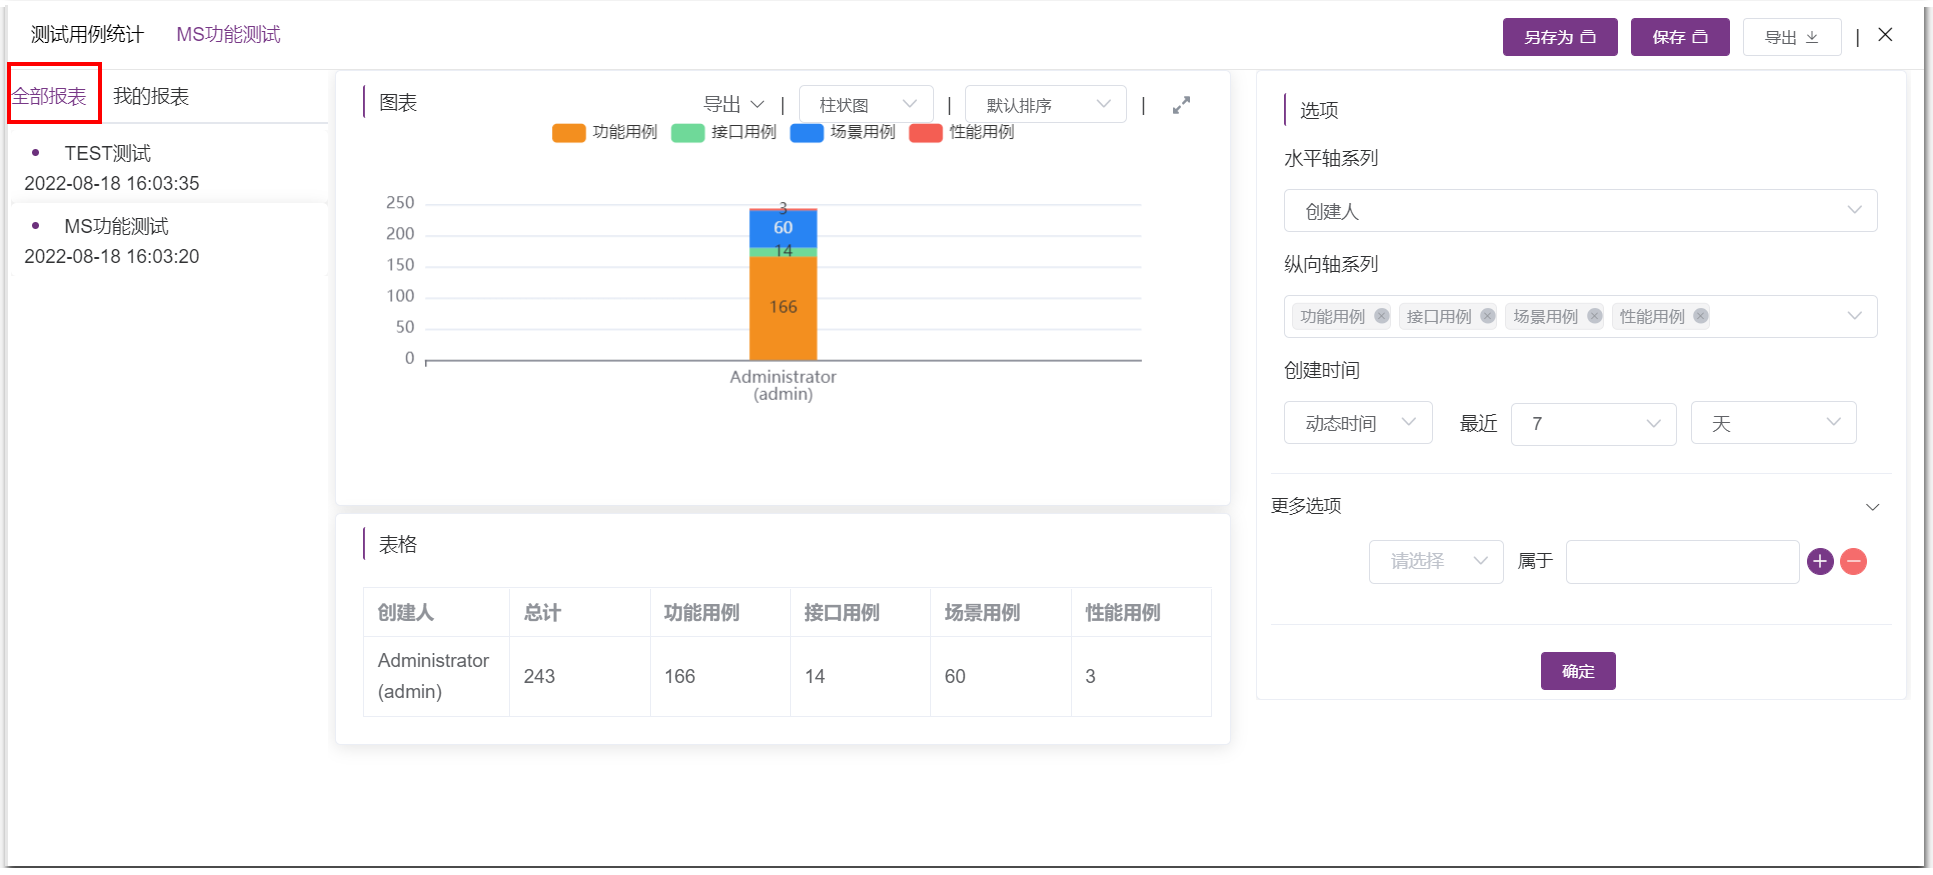 测试用例统计 MS功能测试
另存为 保存 导出 |
全部报表 我的报表
TEST测试
2022-08-18 16:03:35
MS功能测试
2022-08-18 16:03:20
图表 导出 | 柱状图 | 默认排序 |
功能用例 接口用例 场景用例 性能用例
250
200
150
100
50
0
3
60
14
166
Administrator
(admin)
表格
创建人 总计 功能用例 接口用例 场景用例 性能用例
Administrator
(admin) 243 166 14 60 3
选项
水平轴系列
创建人
纵向轴系列
功能用例 接口用例 场景用例 性能用例
创建时间
动态时间 最近 7 天
更多选项
请选择 属于
确定